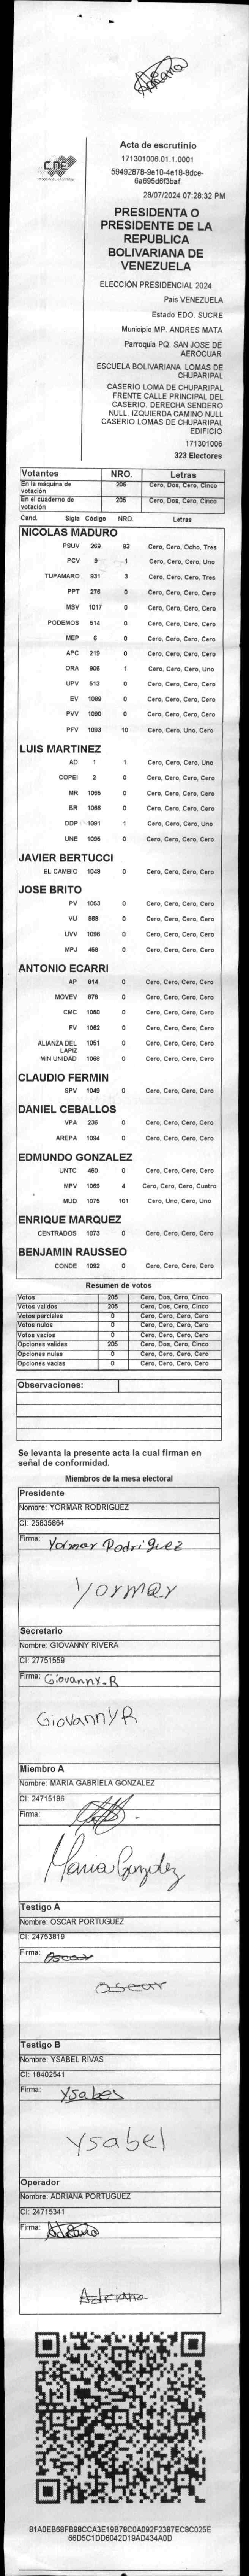 Adriana
CNE
Acta de escrutinio
171301006.01.1.0001
59492878-9e10-4e18-8dce-
6a695d6f3baf
28/07/2024 07:28:32 PM
PRESIDENTA O
PRESIDENTE DE LA
REPUBLICA
BOLIVARIANA DE
VENEZUELA
ELECCIÓN PRESIDENCIAL 2024
País VENEZUELA
Estado EDO. SUCRE
Municipio MP. ANDRES MATA
Parroquia PQ. SAN JOSE DE
AEROCUAR
ESCUELA BOLIVARIANA LOMAS DE
CHUPARIPAL
CASERIO LOMA DE CHUPARIPAL
FRENTE CALLE PRINCIPAL DEL
CASERIO. DERECHA SENDERO
NULL. IZQUIERDA CAMINO NULL
CASERIO LOMAS DE CHUPARIPAL
EDIFICIO
171301006
323 Electores
Votantes NRO. Letras
En la máquina de votación 205 Cero, Dos, Cero, Cinco
En el cuaderno de votación 205 Cero, Dos, Cero, Cinco
Cand. Sigla Código NRO. Letras
NICOLAS MADURO
PSUV 269 83 Cero, Cero, Ocho, Tres
PCV 9 1 Cero, Cero, Cero, Uno
TUPAMARO 931 3 Cero, Cero, Cero, Tres
PPT 276 0 Cero, Cero, Cero, Cero
MSV 1017 0 Cero, Cero, Cero, Cero
PODEMOS 514 0 Cero, Cero, Cero, Cero
MEP 6 0 Cero, Cero, Cero, Cero
APC 219 0 Cero, Cero, Cero, Cero
ORA 906 1 Cero, Cero, Cero, Uno
UPV 513 0 Cero, Cero, Cero, Cero
EV 1089 0 Cero, Cero, Cero, Cero
PVV 1090 0 Cero, Cero, Cero, Cero
PFV 1093 10 Cero, Cero, Uno, Cero
LUIS MARTINEZ
AD 1 1 Cero, Cero, Cero, Uno
COPEI 2 0 Cero, Cero, Cero, Cero
MR 1065 0 Cero, Cero, Cero, Cero
BR 1066 0 Cero, Cero, Cero, Cero
DDP 1091 1 Cero, Cero, Cero, Uno
UNE 1095 0 Cero, Cero, Cero, Cero
JAVIER BERTUCCI
EL CAMBIO 1048 0 Cero, Cero, Cero, Cero
JOSE BRITO
PV 1053 0 Cero, Cero, Cero, Cero
VU 868 0 Cero, Cero, Cero, Cero
UVV 1096 0 Cero, Cero, Cero, Cero
MPJ 458 0 Cero, Cero, Cero, Cero
ANTONIO ECARRI
AP 814 0 Cero, Cero, Cero, Cero
MOVEV 878 0 Cero, Cero, Cero, Cero
CMC 1050 0 Cero, Cero, Cero, Cero
FV 1062 0 Cero, Cero, Cero, Cero
ALIANZA DEL LAPIZ 1051 0 Cero, Cero, Cero, Cero
MIN UNIDAD 1069 0 Cero, Cero, Cero, Cero
CLAUDIO FERMIN
SPV 1049 0 Cero, Cero, Cero, Cero
DANIEL CEBALLOS
VPA 236 0 Cero, Cero, Cero, Cero
AREPA 1094 0 Cero, Cero, Cero, Cero
EDMUNDO GONZALEZ
UNTC 460 0 Cero, Cero, Cero, Cero
MPV 1069 4 Cero, Cero, Cero, Cuatro
MUD 1075 101 Cero, Uno, Cero, Uno
ENRIQUE MARQUEZ
CENTRADOS 1073 0 Cero, Cero, Cero, Cero
BENJAMIN RAUSSEO
CONDE 1092 0 Cero, Cero, Cero, Cero
Resumen de votos
Votos 205 Cero, Dos, Cero, Cinco
Votos validos 205 Cero, Dos, Cero, Cinco
Votos parciales 0 Cero, Cero, Cero, Cero
Votos nulos 0 Cero, Cero, Cero, Cero
Votos vacios 0 Cero, Cero, Cero, Cero
Opciones validas 205 Cero, Dos, Cero, Cinco
Opciones nulas 0 Cero, Cero, Cero, Cero
Opciones vacias 0 Cero, Cero, Cero, Cero
Observaciones:
Se levanta la presente acta la cual firman en
señal de conformidad.
Miembros de la mesa electoral
Presidente
Nombre: YORMAR RODRIGUEZ
CI: 25835864
Firma: Yormar Rodriguez
Yormar
Secretario
Nombre: GIOVANNY RIVERA
CI: 27751559
Firma: Giovanny.R
GiovannyR
Miembro A
Nombre: MARIA GABRIELA GONZALEZ
CI: 24715186
Firma:
Maria Gonzalez
Testigo A
Nombre: OSCAR PORTUGUEZ
CI: 24753819
Firma: Oscar
Oscar
Testigo B
Nombre: YSABEL RIVAS
CI: 18402541
Firma: Ysabel
Ysabel
Operador
Nombre: ADRIANA PORTUGUEZ
CI: 24715341
Firma: Adriana
Adriana
81A0EB68FB98CCA3E19B78C0A092F2387EC8C025E
66D5C1DD6042D19AD434A0D